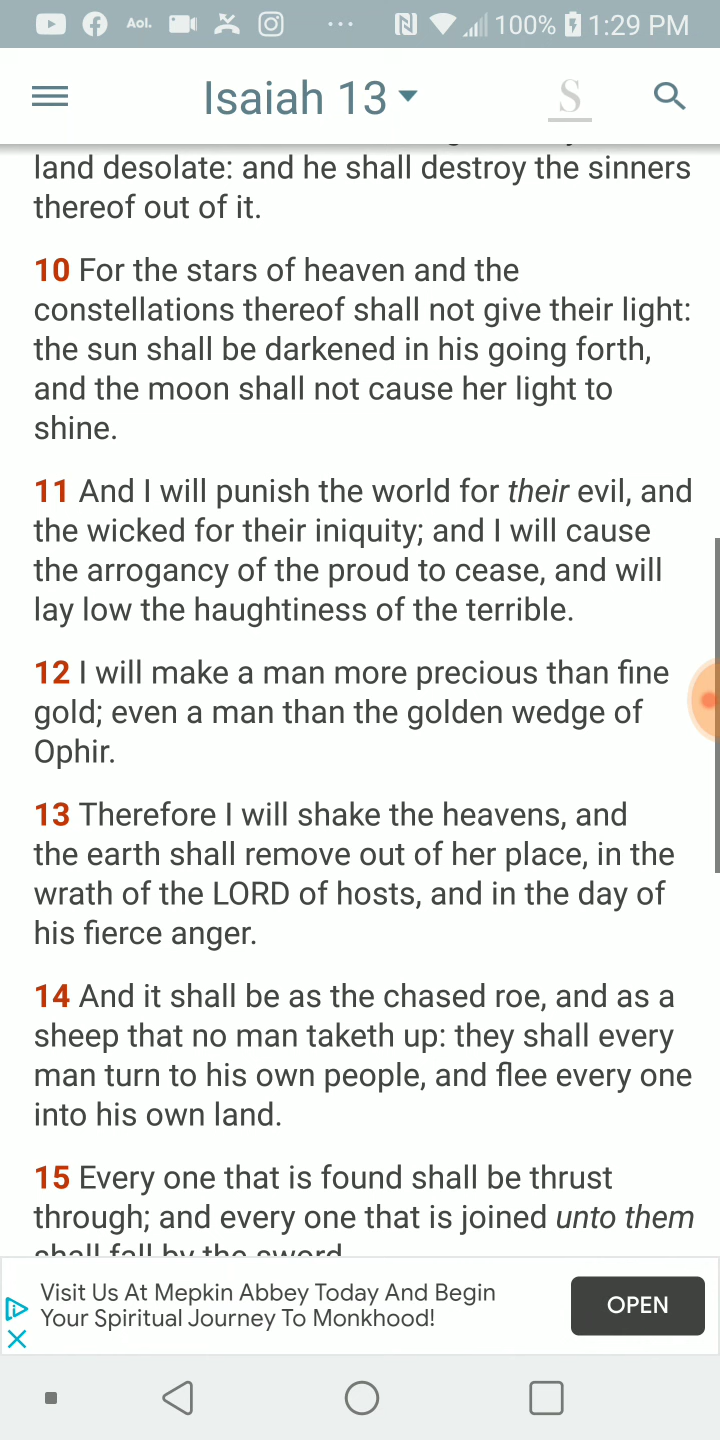 Aol.
...
100%
1:29 PM
Isaiah 13
S
land desolate: and he shall destroy the sinners
thereof out of it.
10 For the stars of heaven and the
constellations thereof shall not give their light:
the sun shall be darkened in his going forth,
and the moon shall not cause her light to
shine.
11 And I will punish the world for their evil, and
the wicked for their iniquity; and I will cause
the arrogancy of the proud to cease, and will
lay low the haughtiness of the terrible.
12 I will make a man more precious than fine
gold; even a man than the golden wedge of
Ophir.
13 Therefore I will shake the heavens, and
the earth shall remove out of her place, in the
wrath of the LORD of hosts, and in the day of
his fierce anger.
14 And it shall be as the chased roe, and as a
sheep that no man taketh up: they shall every
man turn to his own people, and flee every one
into his own land.
15 Every one that is found shall be thrust
through; and every one that is joined unto them
shall fall by the sword
Visit Us At Mepkin Abbey Today And Begin
Your Spiritual Journey To Monkhood!
OPEN